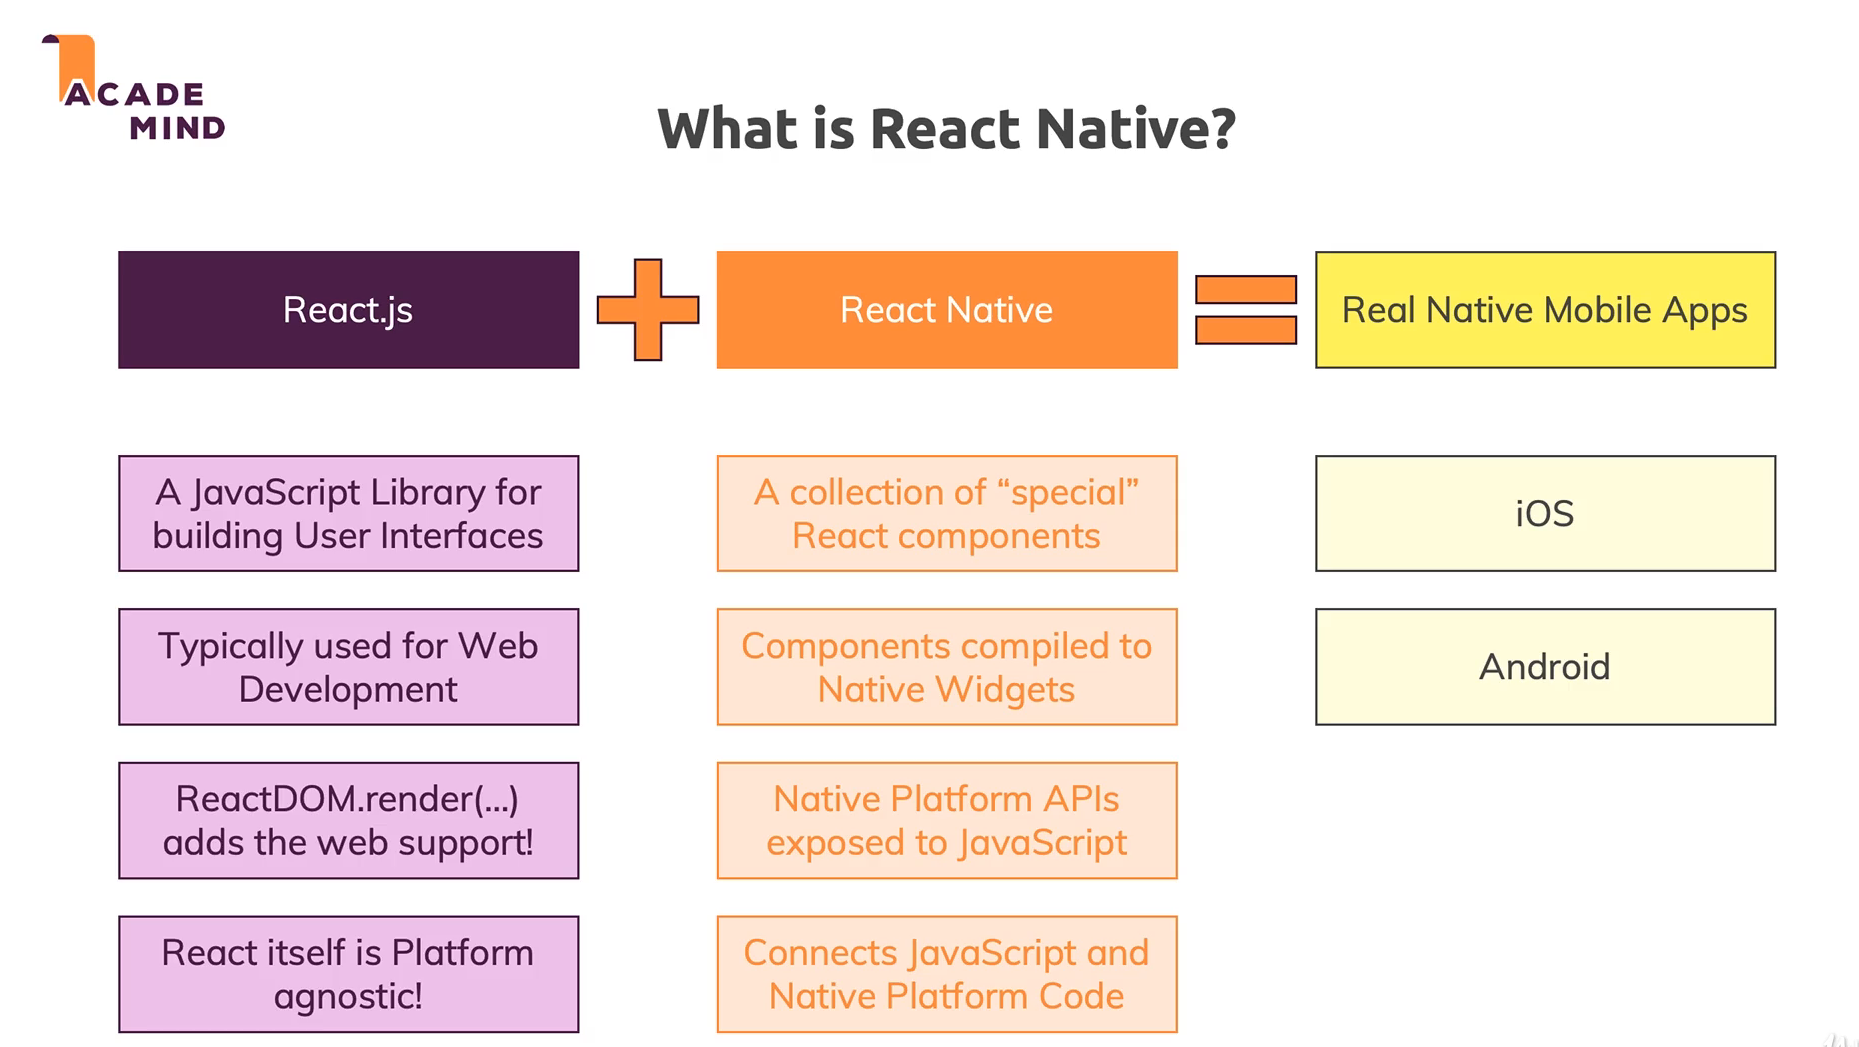 ACADE
MIND
What is React Native?
React.js
React Native
Real Native Mobile Apps
A JavaScript Library for
building User Interfaces
Typically used for Web
Development
ReactDOM.render(...)
adds the web support!
React itself is Platform
agnostic!
A collection of “special”
React components
Components compiled to
Native Widgets
Native Platform APIs
exposed to JavaScript
Connects JavaScript and
Native Platform Code
iOS
Android